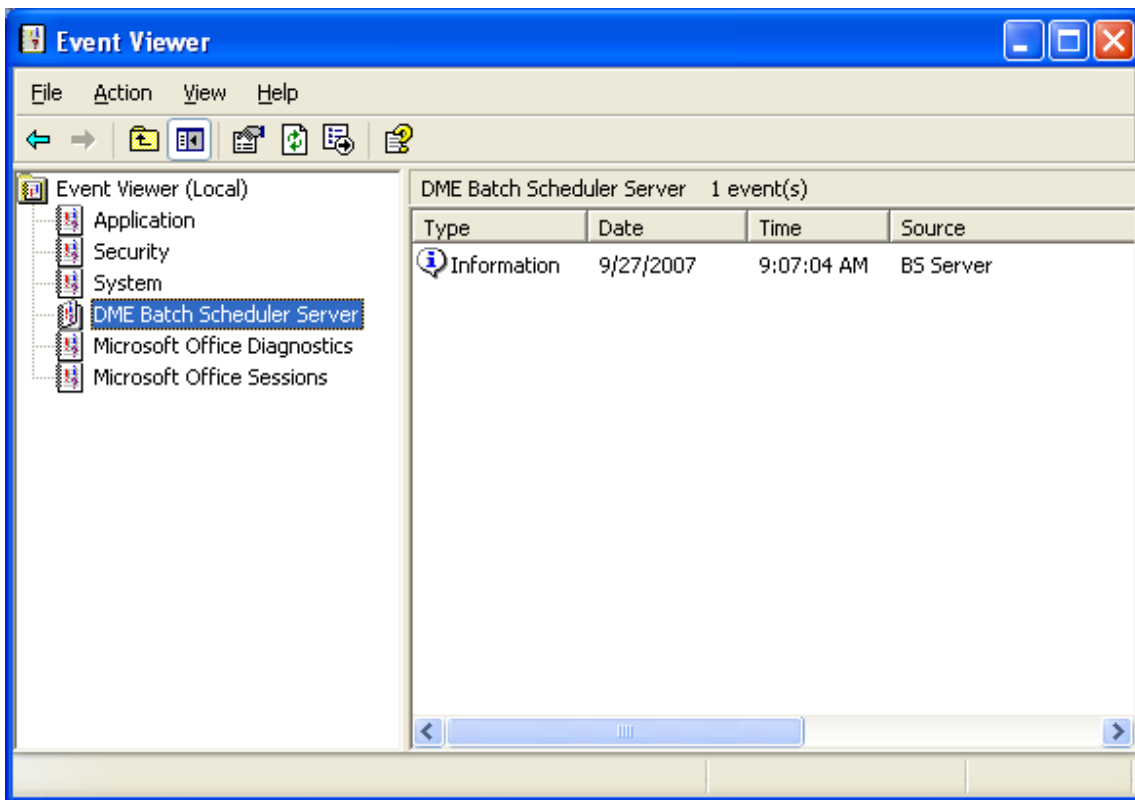 Event Viewer
File Action View Help
Event Viewer (Local)
Application
Security
System
DME Batch Scheduler Server
Microsoft Office Diagnostics
Microsoft Office Sessions
DME Batch Scheduler Server 1 event(s)
Type Date Time Source
Information 9/27/2007 9:07:04 AM BS Server